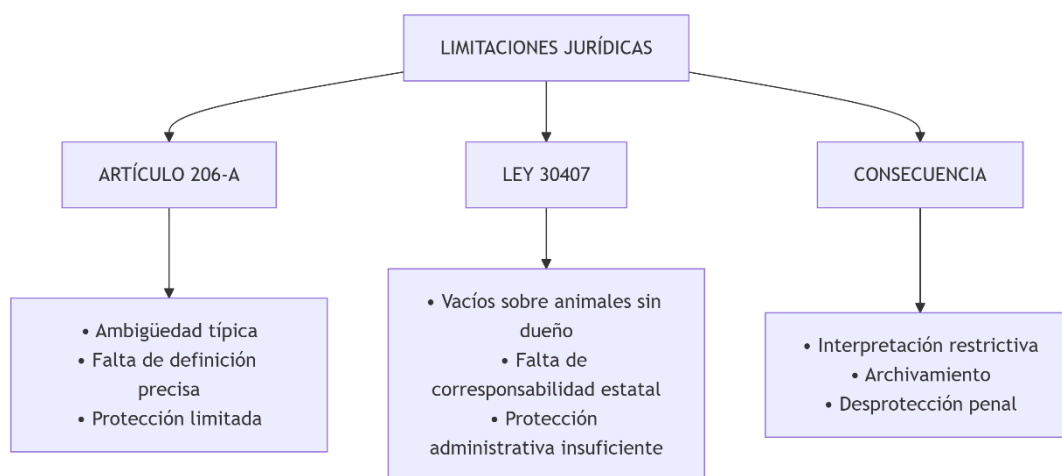 LIMITACIONES JURÍDICAS
ARTÍCULO 206-A
LEY 30407
CONSECUENCIA
• Ambigüedad típica
• Falta de definición
precisa
• Protección limitada
• Vacíos sobre animales sin
dueño
• Falta de
corresponsabilidad estatal
• Protección
administrativa insuficiente
• Interpretación restrictiva
• Archivamiento
• Desprotección penal